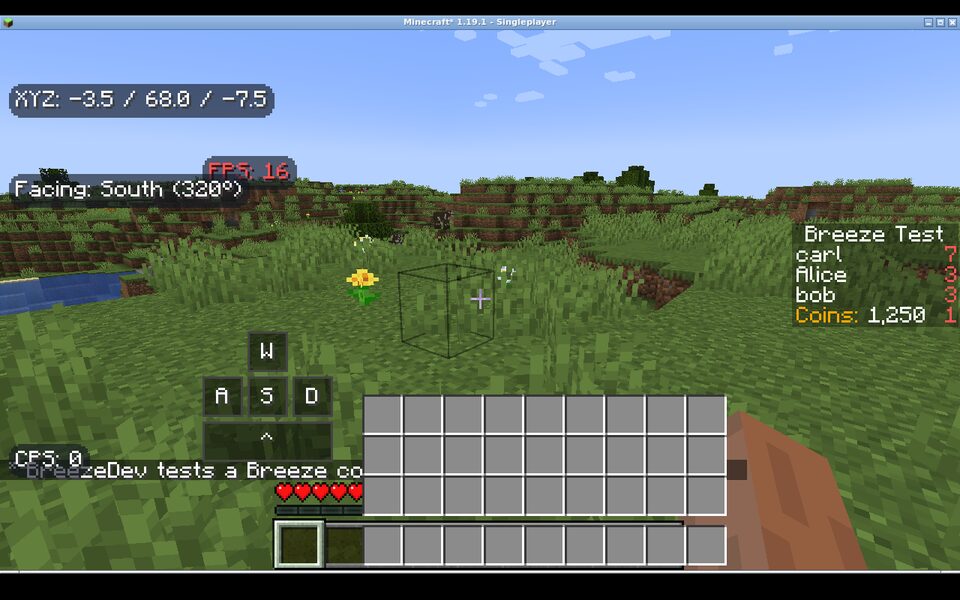 Minecraft* 1.19.1 - Singleplayer
XYZ: -3.5 / 68.0 / -7.5
FPS: 16
Facing: South (320°)
Breeze Test
carl 7
Alice 3
bob 3
Coins: 1,250 1
W
A S D
^
CPS: 0
BreezeDev tests a Breeze co